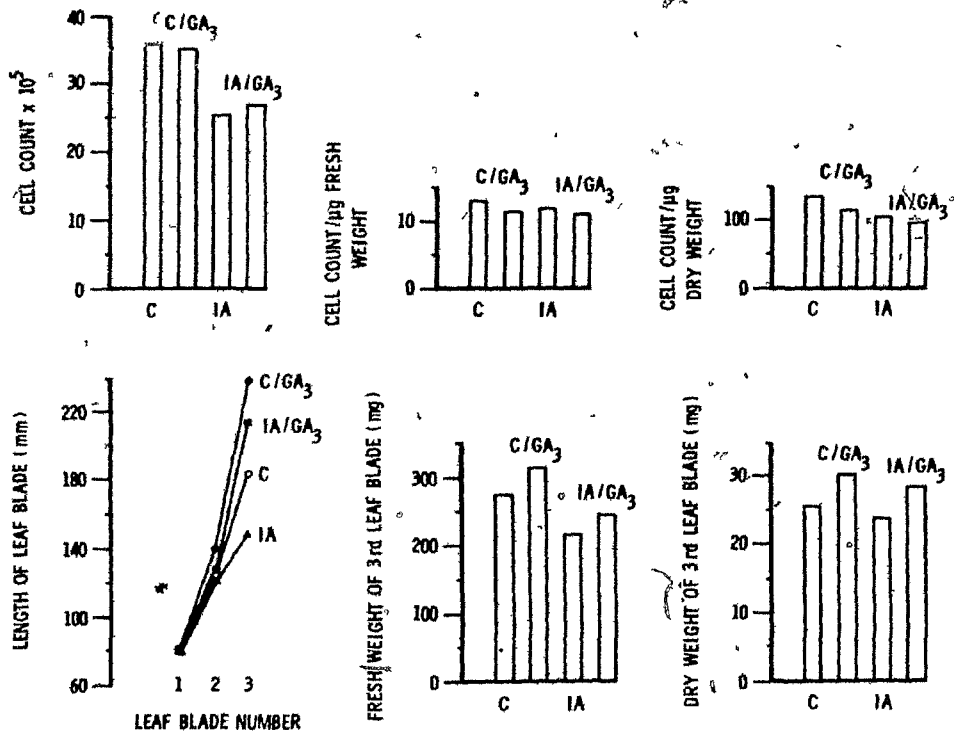 CELL COUNT x 10⁵
40
30
20
10
0
C/GA₃
IA/GA₃
C
IA
CELL COUNT/µg FRESH
WEIGHT
10
0
C/GA₃
IA/GA₃
C
IA
CELL COUNT/µg
DRY WEIGHT
100
0
C/GA₃
IA/GA₃
C
IA
LENGTH OF LEAF BLADE (mm)
220
180
140
100
60
C/GA₃
IA/GA₃
C
IA
1 2 3
LEAF BLADE NUMBER
FRESH WEIGHT OF 3rd LEAF BLADE (mg)
300
200
100
0
C/GA₃
IA/GA₃
C
IA
DRY WEIGHT OF 3rd LEAF BLADE (mg)
30
20
10
0
C/GA₃
IA/GA₃
C
IA